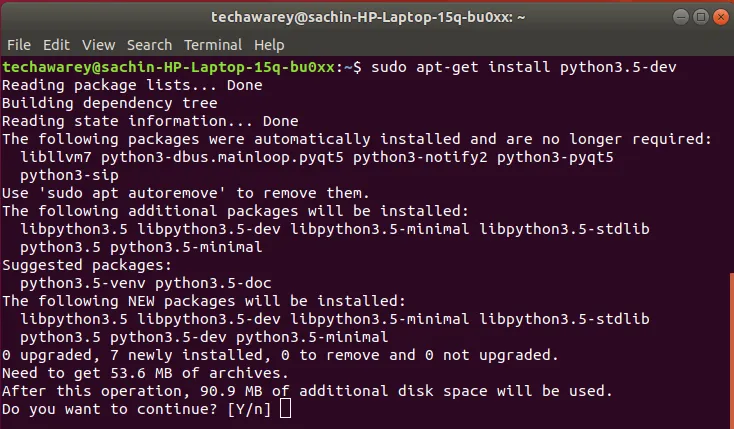 techawarey@sachin-HP-Laptop-15q-bu0xx: ~
File Edit View Search Terminal Help
techawarey@sachin-HP-Laptop-15q-bu0xx:~$ sudo apt-get install python3.5-dev
Reading package lists... Done
Building dependency tree
Reading state information... Done
The following packages were automatically installed and are no longer required:
  libllvm7 python3-dbus.mainloop.pyqt5 python3-notify2 python3-pyqt5
  python3-sip
Use 'sudo apt autoremove' to remove them.
The following additional packages will be installed:
  libpython3.5 libpython3.5-dev libpython3.5-minimal libpython3.5-stdlib
  python3.5 python3.5-minimal
Suggested packages:
  python3.5-venv python3.5-doc
The following NEW packages will be installed:
  libpython3.5 libpython3.5-dev libpython3.5-minimal libpython3.5-stdlib
  python3.5 python3.5-dev python3.5-minimal
0 upgraded, 7 newly installed, 0 to remove and 0 not upgraded.
Need to get 53.6 MB of archives.
After this operation, 90.9 MB of additional disk space will be used.
Do you want to continue? [Y/n]